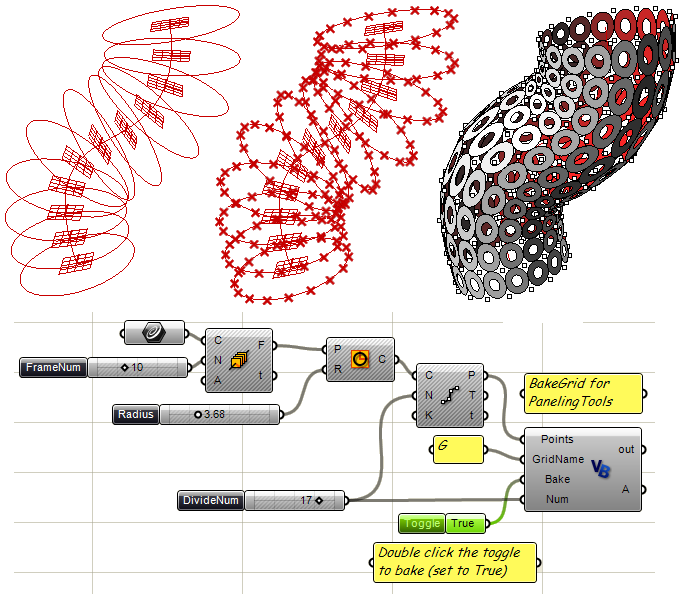 C
N
A
F
t
FrameNum
10
P
R
C
Radius
3.68
C
N
K
P
T
t
BakeGrid for
PanelingTools
G
Points
GridName
Bake
Num
VB
out
A
DivideNum
17
Toggle
True
Double click the toggle
to bake (set to True)